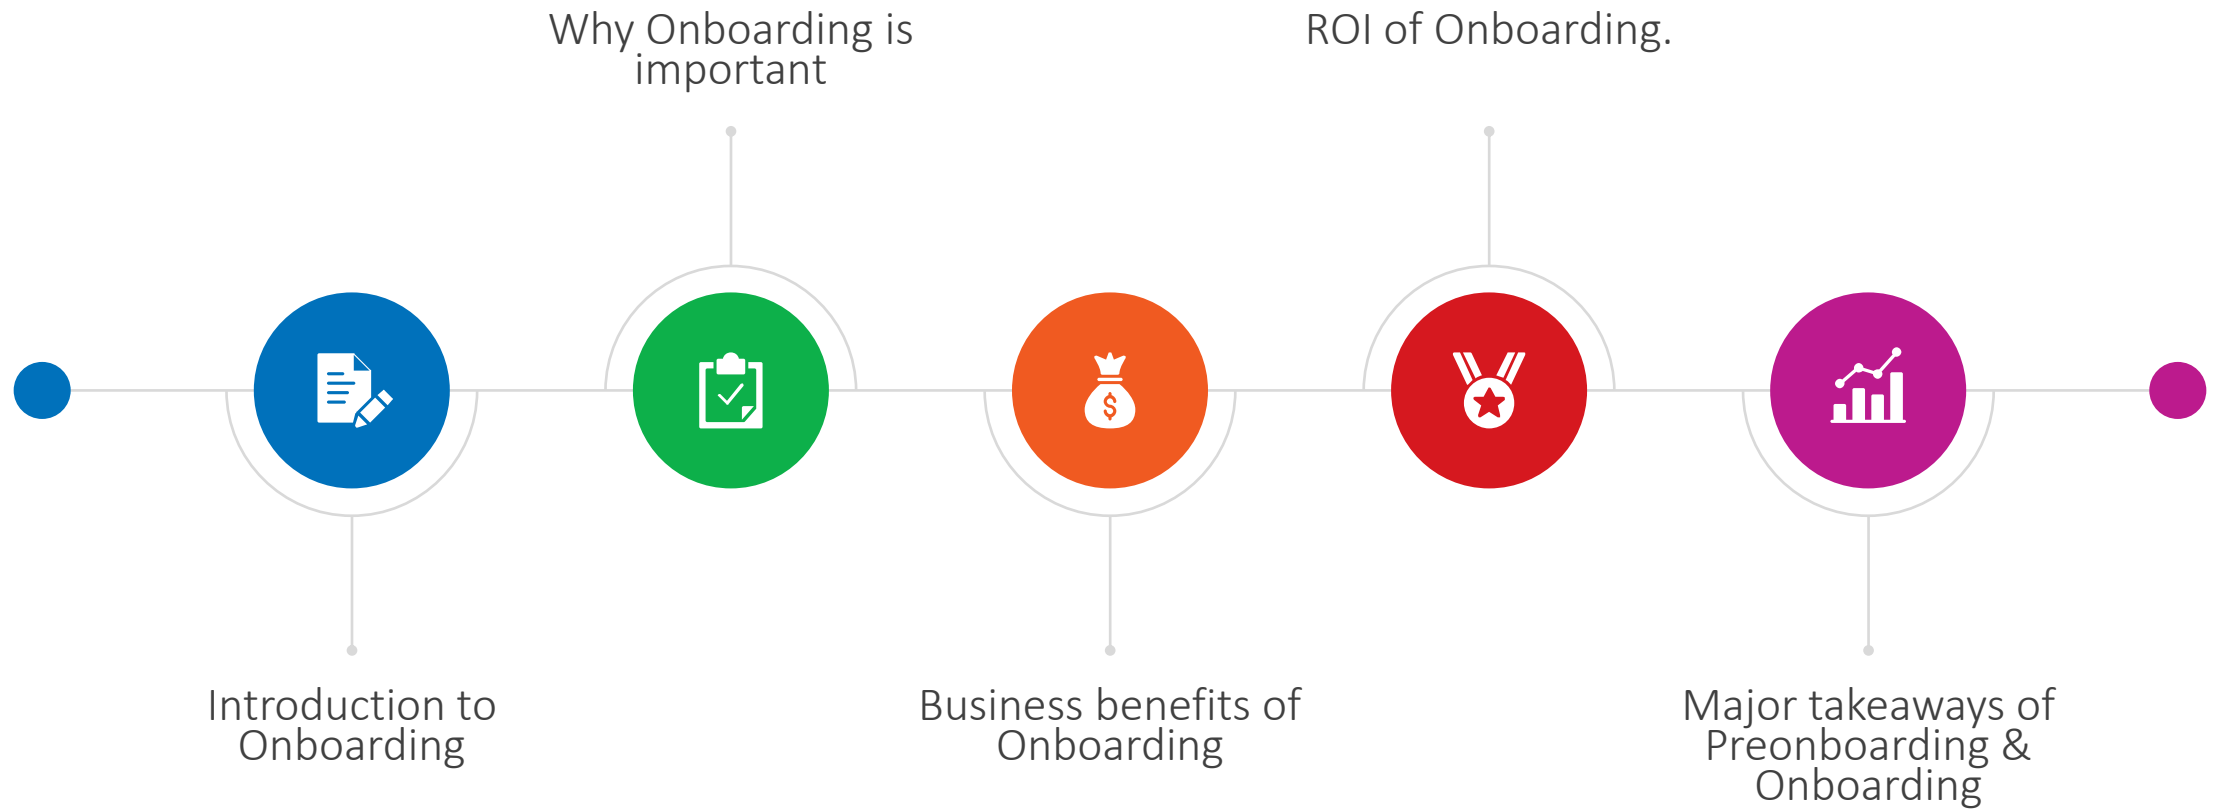 Why Onboarding is
important
ROI of Onboarding.
$
Introduction to
Onboarding
Business benefits of
Onboarding
Major takeaways of
Preonboarding &
Onboarding